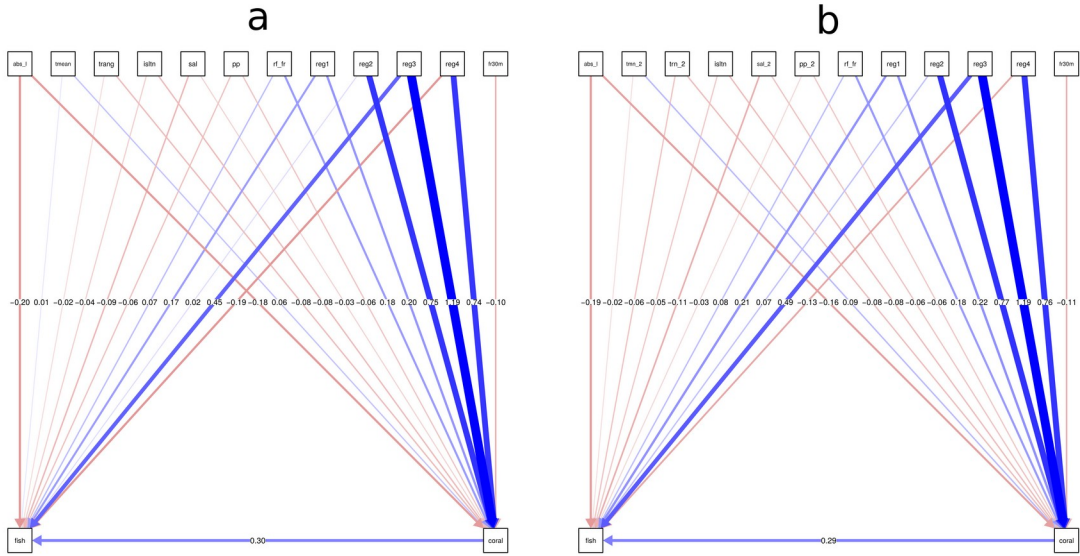 a
b
abs_l tmean trang isltn sal pp rf_fr reg1 reg2 reg3 reg4 fr30m
abs_l tmn_2 trn_2 isltn sal_2 pp_2 rf_fr reg1 reg2 reg3 reg4 fr30m
−0.20 0.01 −0.02 −0.04 −0.09 −0.06 0.07 0.17 0.02 0.45 −0.19 −0.18 0.06 −0.08 −0.08 −0.03 −0.06 0.18 0.20 0.75 1.19 0.74 −0.10
−0.19 −0.02 −0.06 −0.05 −0.11 −0.03 0.08 0.21 0.07 0.49 −0.13 −0.16 0.09 −0.08 −0.08 −0.06 −0.06 0.18 0.22 0.77 1.19 0.76 −0.11
fish 0.30 coral
fish 0.29 coral